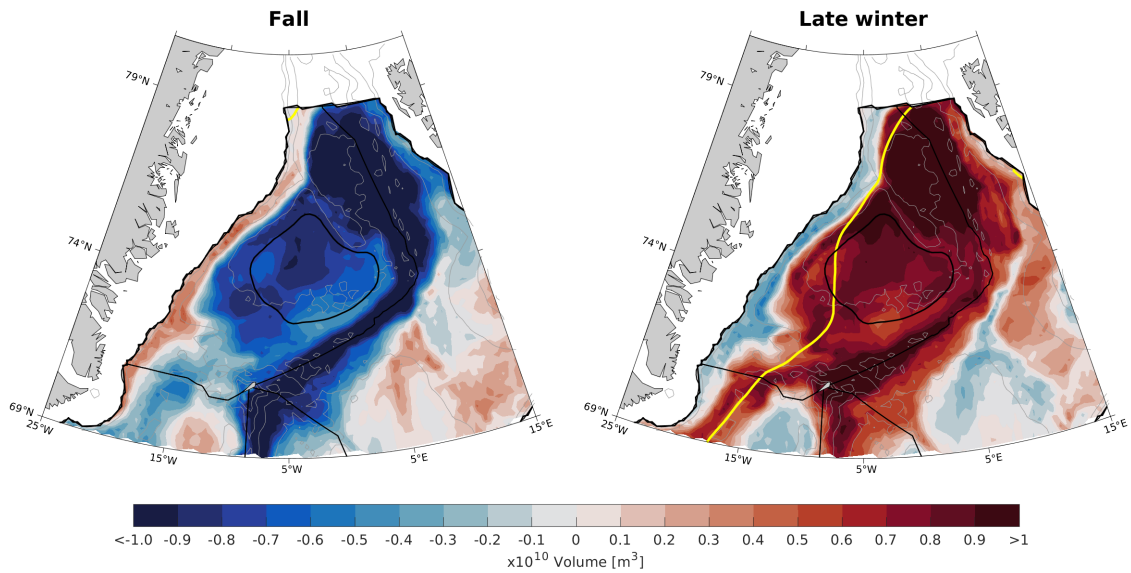 Fall
Late winter
79°N
74°N
69°N
25°W
15°W
5°W
5°E
15°E
79°N
74°N
69°N
25°W
15°W
5°W
5°E
15°E
<-1.0 -0.9 -0.8 -0.7 -0.6 -0.5 -0.4 -0.3 -0.2 -0.1 0 0.1 0.2 0.3 0.4 0.5 0.6 0.7 0.8 0.9 >1
x10¹⁰ Volume [m³]